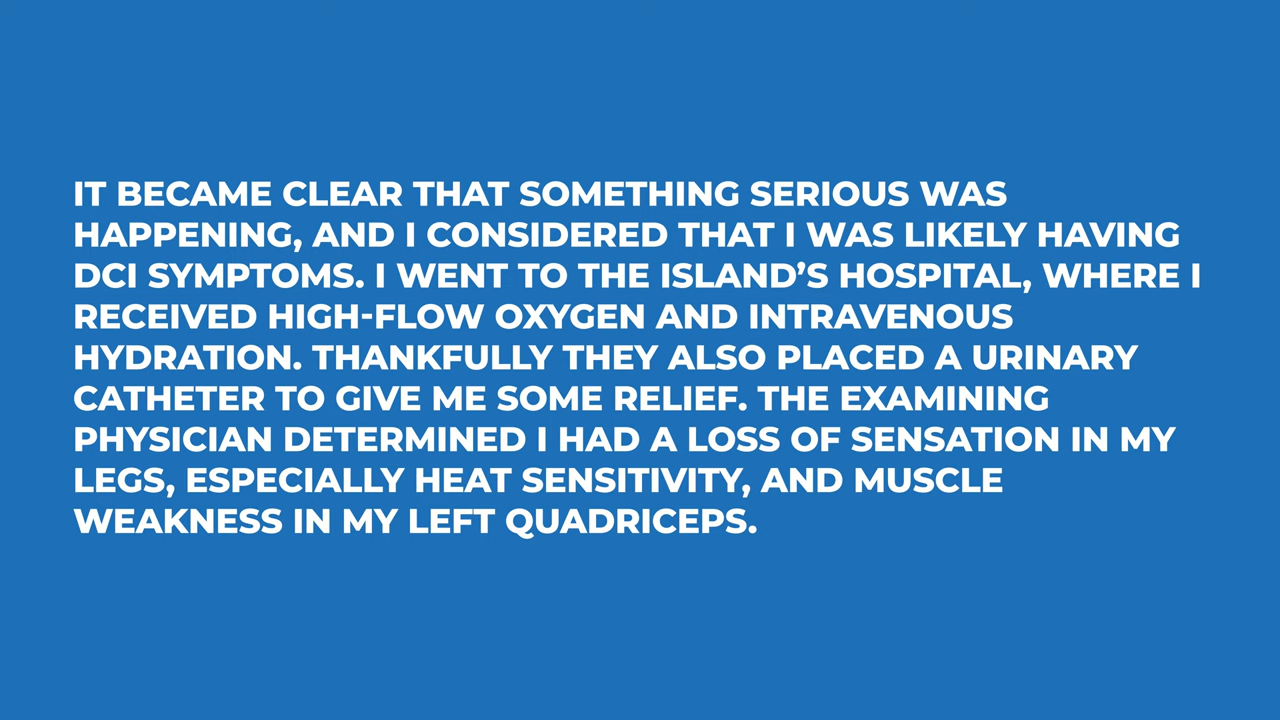 IT BECAME CLEAR THAT SOMETHING SERIOUS WAS
HAPPENING, AND I CONSIDERED THAT I WAS LIKELY HAVING
DCI SYMPTOMS. I WENT TO THE ISLAND’S HOSPITAL, WHERE I
RECEIVED HIGH-FLOW OXYGEN AND INTRAVENOUS
HYDRATION. THANKFULLY THEY ALSO PLACED A URINARY
CATHETER TO GIVE ME SOME RELIEF. THE EXAMINING
PHYSICIAN DETERMINED I HAD A LOSS OF SENSATION IN MY
LEGS, ESPECIALLY HEAT SENSITIVITY, AND MUSCLE
WEAKNESS IN MY LEFT QUADRICEPS.